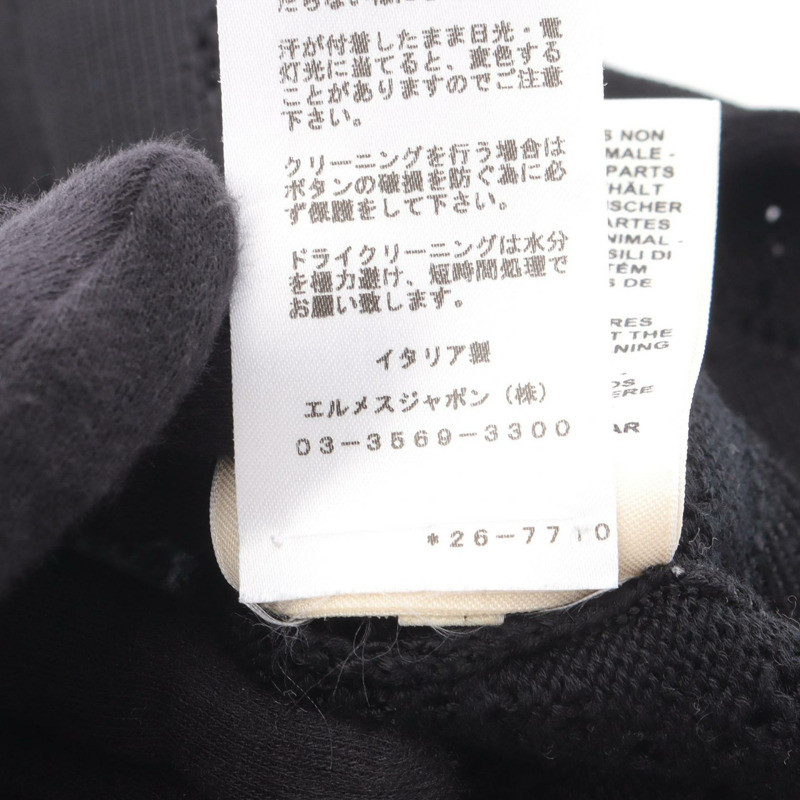 汗が付着したまま日光・電
灯光に当てると、変色する
ことがありますのでご注意
下さい。
クリーニングを行う場合は
ボタンの破損を防ぐ為に必
ず保護をして下さい。
ドライクリーニングは水分
を極力避け、短時間処理で
お願い致します。
イタリア製
エルメスジャポン（株）
03-3569-3300
*26-7710
S NON
MALE -
PARTS
HÄLT
ISCHER
ARTES
NIMAL -
SILI DI
TÉM
S DE
RES
T THE
NING
-
OS
ERE
AR